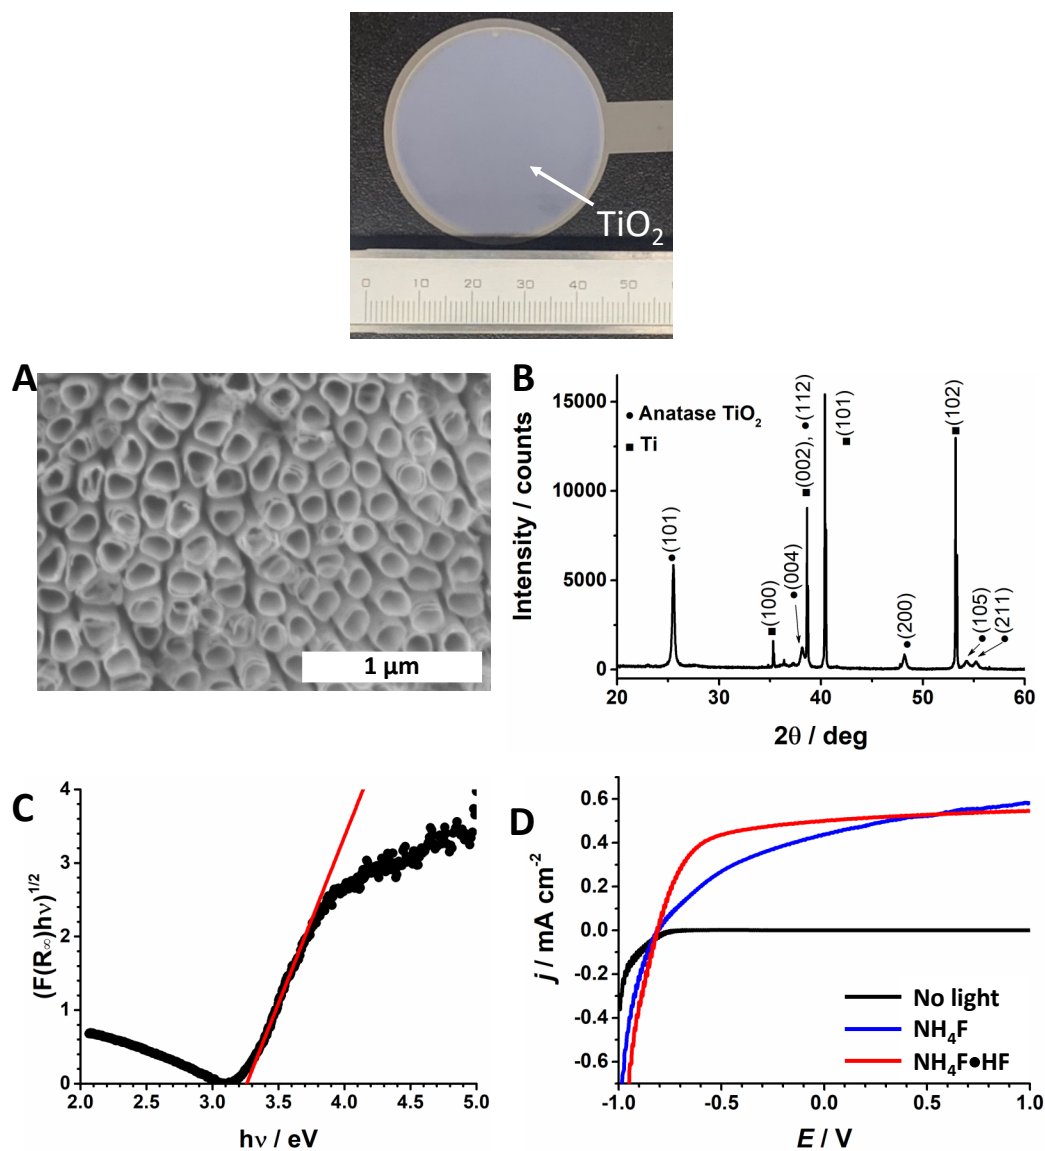 TiO2
0 10 20 30 40 50
A
1 μm
B
Intensity / counts
15000
10000
5000
0
● Anatase TiO2
■ Ti
●(101)
■(100)
●(004)
■(002), ●(112)
■(101)
●(200)
■(102)
●(105)
●(211)
20 30 40 50 60
2θ / deg
C
(F(R∞)hν)1/2
4
3
2
1
0
2.0 2.5 3.0 3.5 4.0 4.5 5.0
hν / eV
D
j / mA cm-2
0.6
0.4
0.2
0.0
-0.2
-0.4
-0.6
No light
NH4F
NH4F●HF
-1.0 -0.5 0.0 0.5 1.0
E / V